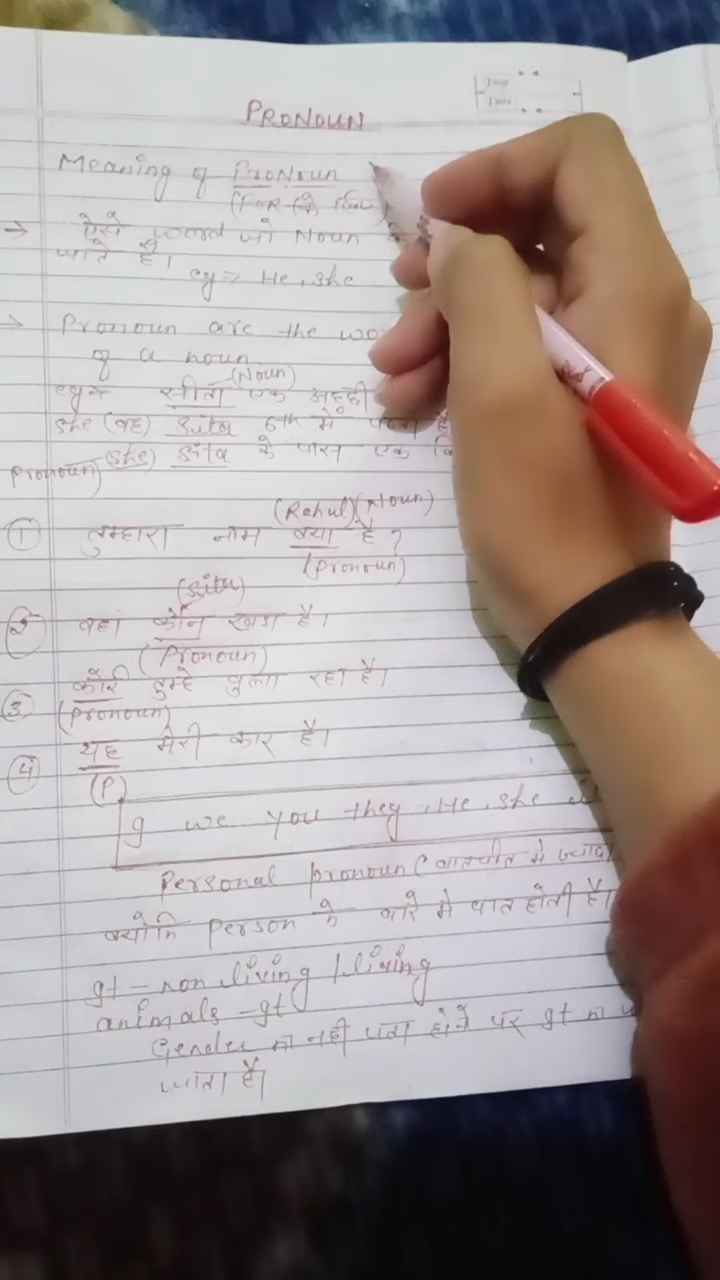 PRONOUN
Meaning of PRoNoun
(FOR के लिए)
→ ऐसे word जो Noun के
जाते है।
eg => He, she
→ Pronoun are the wo
of a noun
सीता (Noun) एक अच्छी
she (वह) Sita 6th में पढ़ता है
Pronoun) (she) Sita के पास एक कि
(Rahul) (Noun)
① तुम्हारा नाम क्या है ?
(Pronoun)
(Sita)
② वहां कौन खडा है।
(Pronoun)
③ कोई तुम्हे बुला रहा है।
(Pronoun)
④ यह मेरी कार है।
(P)
I we you they, He, she
Personal pronoun (बातचीत मे ज्यादा
क्योकि person के बारे मे बात होती है।
It - non living / living
animals - It
Gender का नही पता होने पर It का
जाता है।